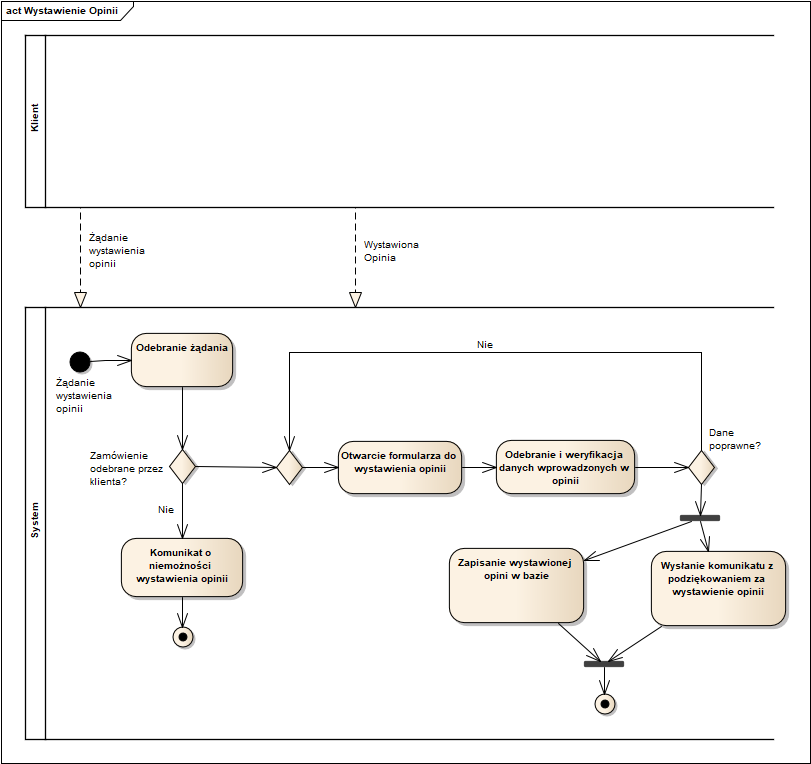 act Wystawienie Opinii
Klient
Żądanie
wystawienia
opinii
Wystawiona
Opinia
System
Żądanie
wystawienia
opinii
Odebranie żądania
Zamówienie
odebrane przez
klienta?
Nie
Komunikat o
niemożności
wystawienia opinii
Nie
Otwarcie formularza do
wystawienia opinii
Odebranie i weryfikacja
danych wprowadzonych w
opinii
Dane
poprawne?
Zapisanie wystawionej
opini w bazie
Wysłanie komunikatu z
podziękowaniem za
wystawienie opinii